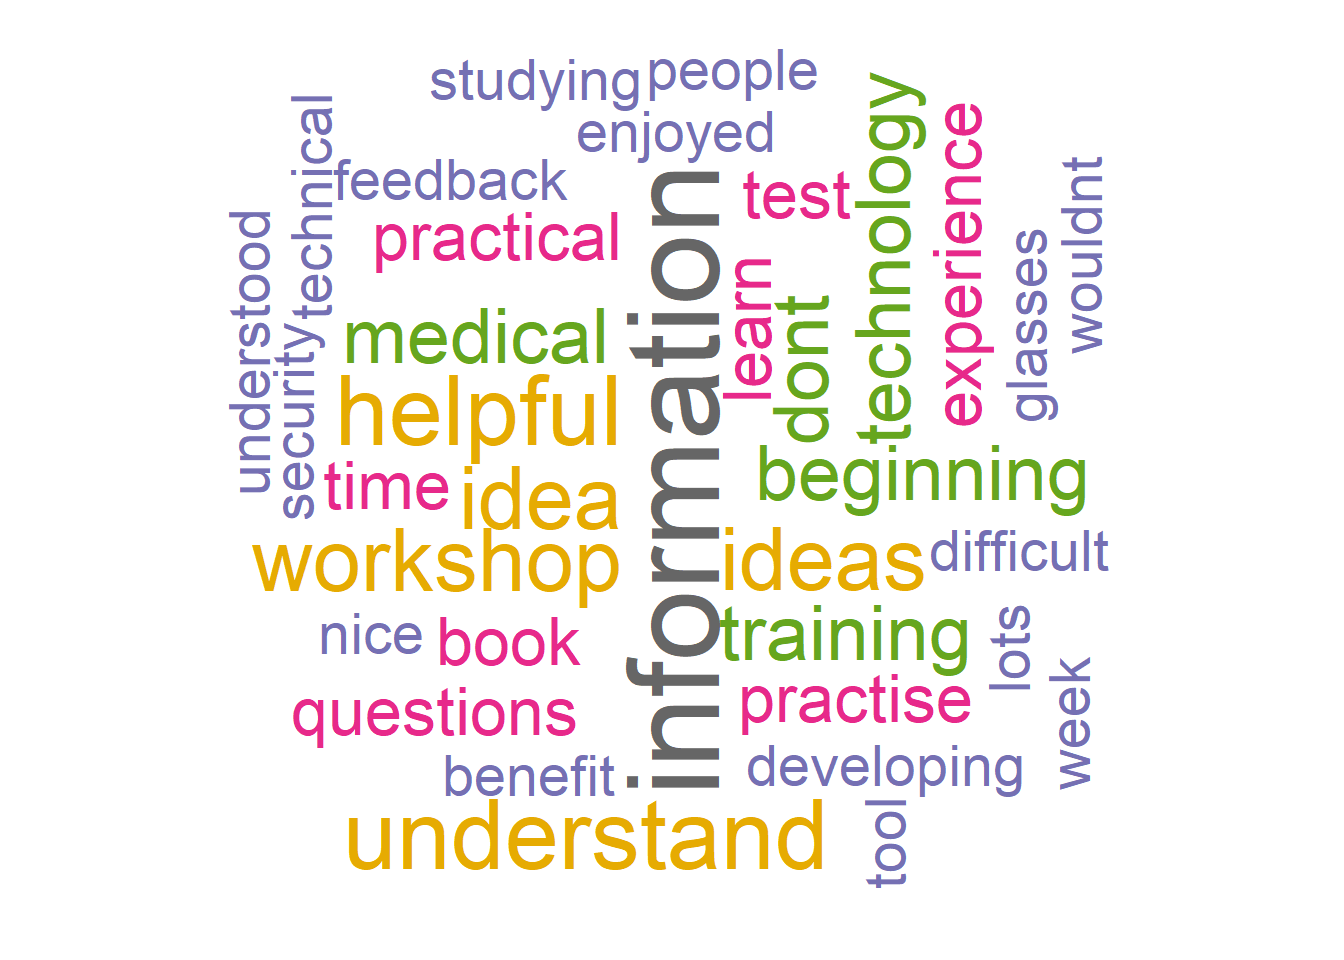 studying
people
enjoyed
technical
feedback
technology
experience
test
wouldnt
understood
practical
information
glasses
learn
dont
medical
security
helpful
beginning
time
idea
workshop
ideas
difficult
nice
book
training
lots
questions
practise
week
benefit
developing
understand
tool